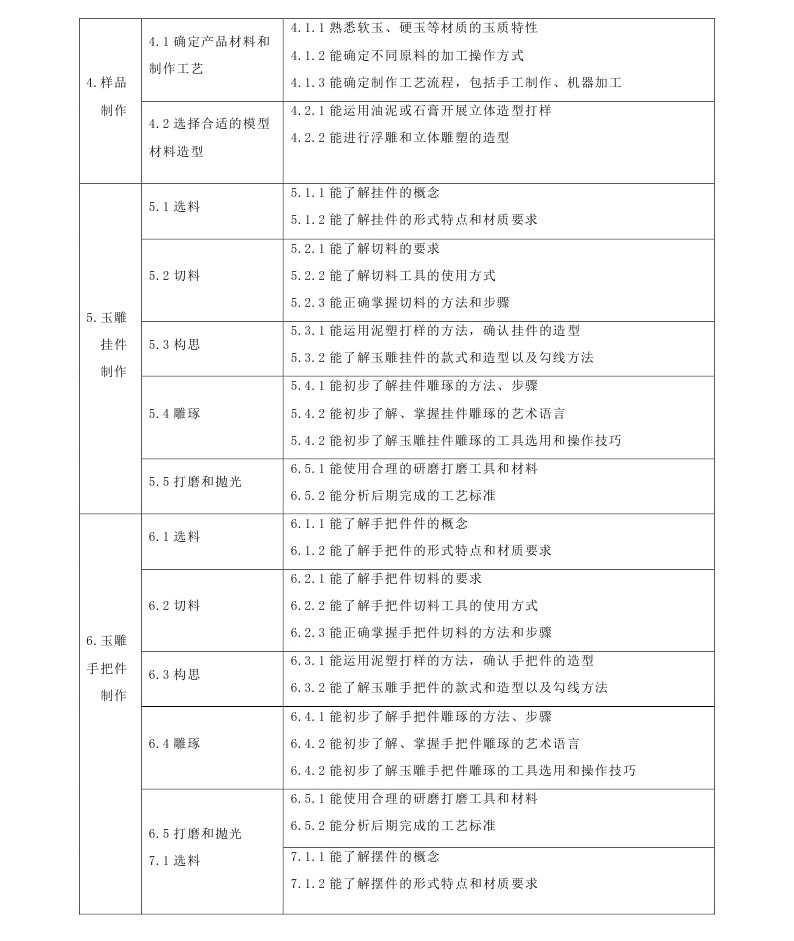 4.样品
制作
4.1 确定产品材料和
制作工艺
4.1.1 熟悉软玉、硬玉等材质的玉质特性
4.1.2 能确定不同原料的加工操作方式
4.1.3 能确定制作工艺流程，包括手工制作、机器加工
4.2 选择合适的模型
材料造型
4.2.1 能运用油泥或石膏开展立体造型打样
4.2.2 能进行浮雕和立体雕塑的造型
5.玉雕
挂件
制作
5.1 选料
5.1.1 能了解挂件的概念
5.1.2 能了解挂件的形式特点和材质要求
5.2 切料
5.2.1 能了解切料的要求
5.2.2 能了解切料工具的使用方式
5.2.3 能正确掌握切料的方法和步骤
5.3 构思
5.3.1 能运用泥塑打样的方法，确认挂件的造型
5.3.2 能了解玉雕挂件的款式和造型以及勾线方法
5.4 雕琢
5.4.1 能初步了解挂件雕琢的方法、步骤
5.4.2 能初步了解、掌握挂件雕琢的艺术语言
5.4.2 能初步了解玉雕挂件雕琢的工具选用和操作技巧
5.5 打磨和抛光
6.5.1 能使用合理的研磨打磨工具和材料
6.5.2 能分析后期完成的工艺标准
6.玉雕
手把件
制作
6.1 选料
6.1.1 能了解手把件件的概念
6.1.2 能了解手把件的形式特点和材质要求
6.2 切料
6.2.1 能了解手把件切料的要求
6.2.2 能了解手把件切料工具的使用方式
6.2.3 能正确掌握手把件切料的方法和步骤
6.3 构思
6.3.1 能运用泥塑打样的方法，确认手把件的造型
6.3.2 能了解玉雕手把件的款式和造型以及勾线方法
6.4 雕琢
6.4.1 能初步了解手把件雕琢的方法、步骤
6.4.2 能初步了解、掌握手把件雕琢的艺术语言
6.4.2 能初步了解玉雕手把件雕琢的工具选用和操作技巧
6.5 打磨和抛光
7.1 选料
6.5.1 能使用合理的研磨打磨工具和材料
6.5.2 能分析后期完成的工艺标准
7.1.1 能了解摆件的概念
7.1.2 能了解摆件的形式特点和材质要求